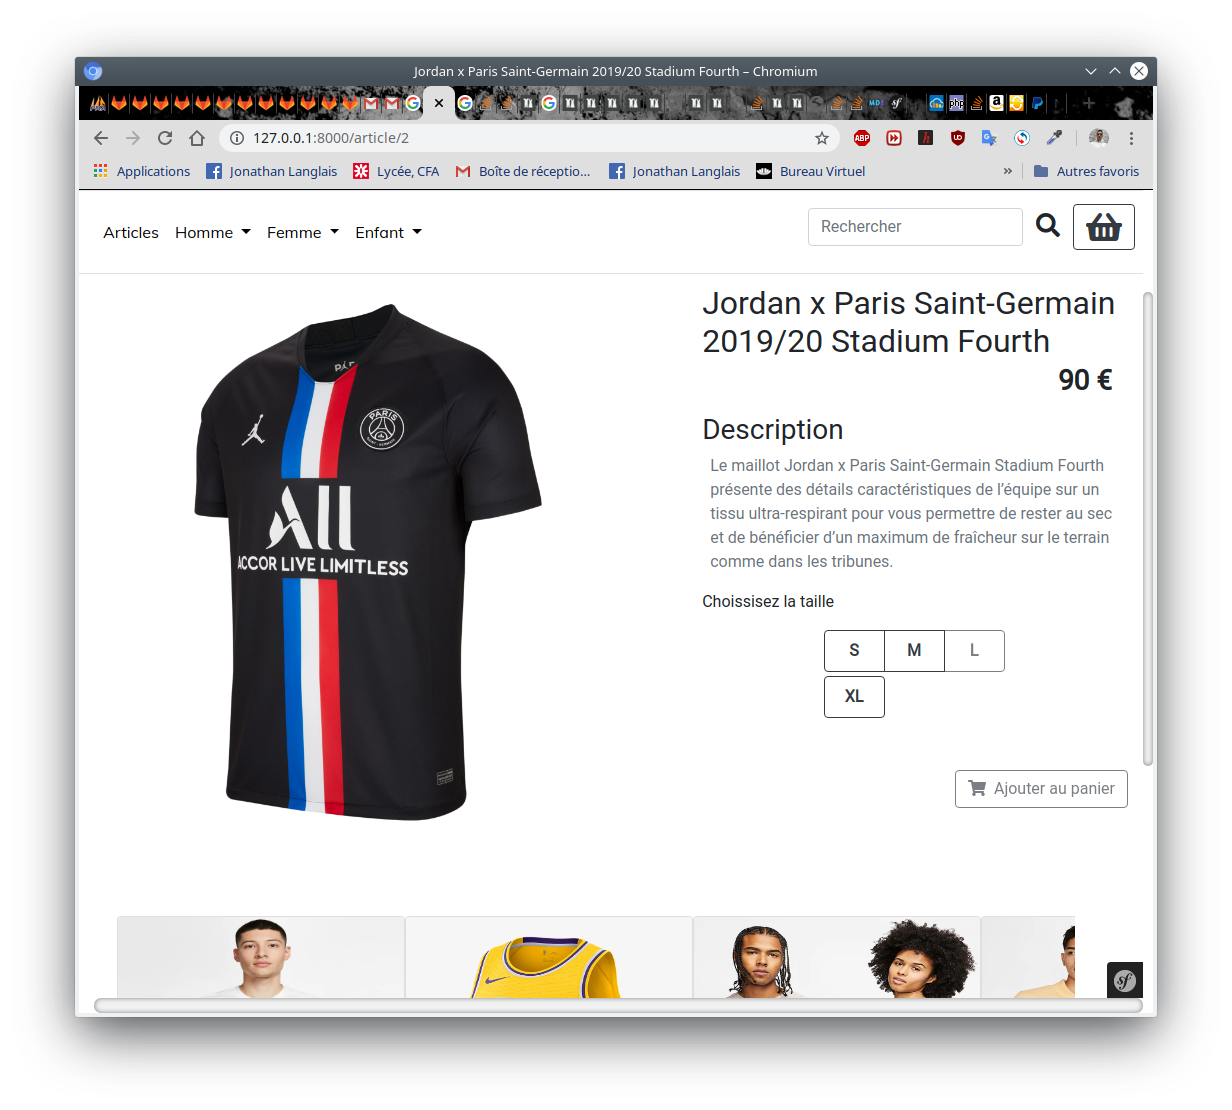 Jordan x Paris Saint-Germain 2019/20 Stadium Fourth – Chromium
127.0.0.1:8000/article/2
Applications Jonathan Langlais Lycée, CFA Boîte de réceptio... Jonathan Langlais Bureau Virtuel » Autres favoris
Articles Homme Femme Enfant Rechercher
Jordan x Paris Saint-Germain
2019/20 Stadium Fourth
90 €
Description
Le maillot Jordan x Paris Saint-Germain Stadium Fourth
présente des détails caractéristiques de l’équipe sur un
tissu ultra-respirant pour vous permettre de rester au sec
et de bénéficier d’un maximum de fraîcheur sur le terrain
comme dans les tribunes.
Choissisez la taille
S M L
XL
Ajouter au panier
PARIS
SAINT-GERMAIN
All
ACCOR LIVE LIMITLESS